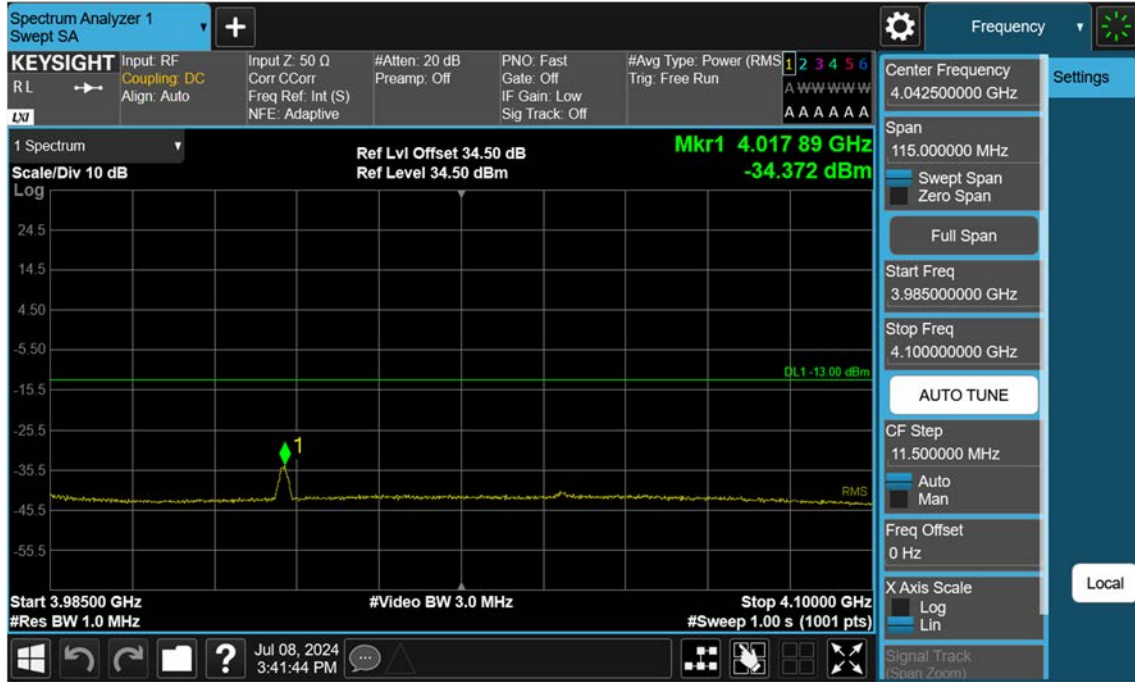 Spectrum Analyzer 1
Swept SA
Frequency
KEYSIGHT
R L
LXI
Input: RF
Coupling: DC
Align: Auto
Input Z: 50 Ω
Corr CCorr
Freq Ref: Int (S)
NFE: Adaptive
#Atten: 20 dB
Preamp: Off
PNO: Fast
Gate: Off
IF Gain: Low
Sig Track: Off
#Avg Type: Power (RMS
Trig: Free Run
1 2 3 4 5 6
A W W W W W
A A A A A A
1 Spectrum
Scale/Div 10 dB
Log
Ref Lvl Offset 34.50 dB
Ref Level 34.50 dBm
Mkr1 4.017 89 GHz
-34.372 dBm
24.5
14.5
4.50
-5.50
DL1 -13.00 dBm
-15.5
-25.5
1
-35.5
RMS
-45.5
-55.5
Start 3.98500 GHz
#Video BW 3.0 MHz
Stop 4.10000 GHz
#Res BW 1.0 MHz
#Sweep 1.00 s (1001 pts)
?
Jul 08, 2024
3:41:44 PM
Center Frequency
4.042500000 GHz
Span
115.000000 MHz
Swept Span
Zero Span
Full Span
Start Freq
3.985000000 GHz
Stop Freq
4.100000000 GHz
AUTO TUNE
CF Step
11.500000 MHz
Auto
Man
Freq Offset
0 Hz
X Axis Scale
Log
Lin
Signal Track
(Span Zoom)
Settings
Local